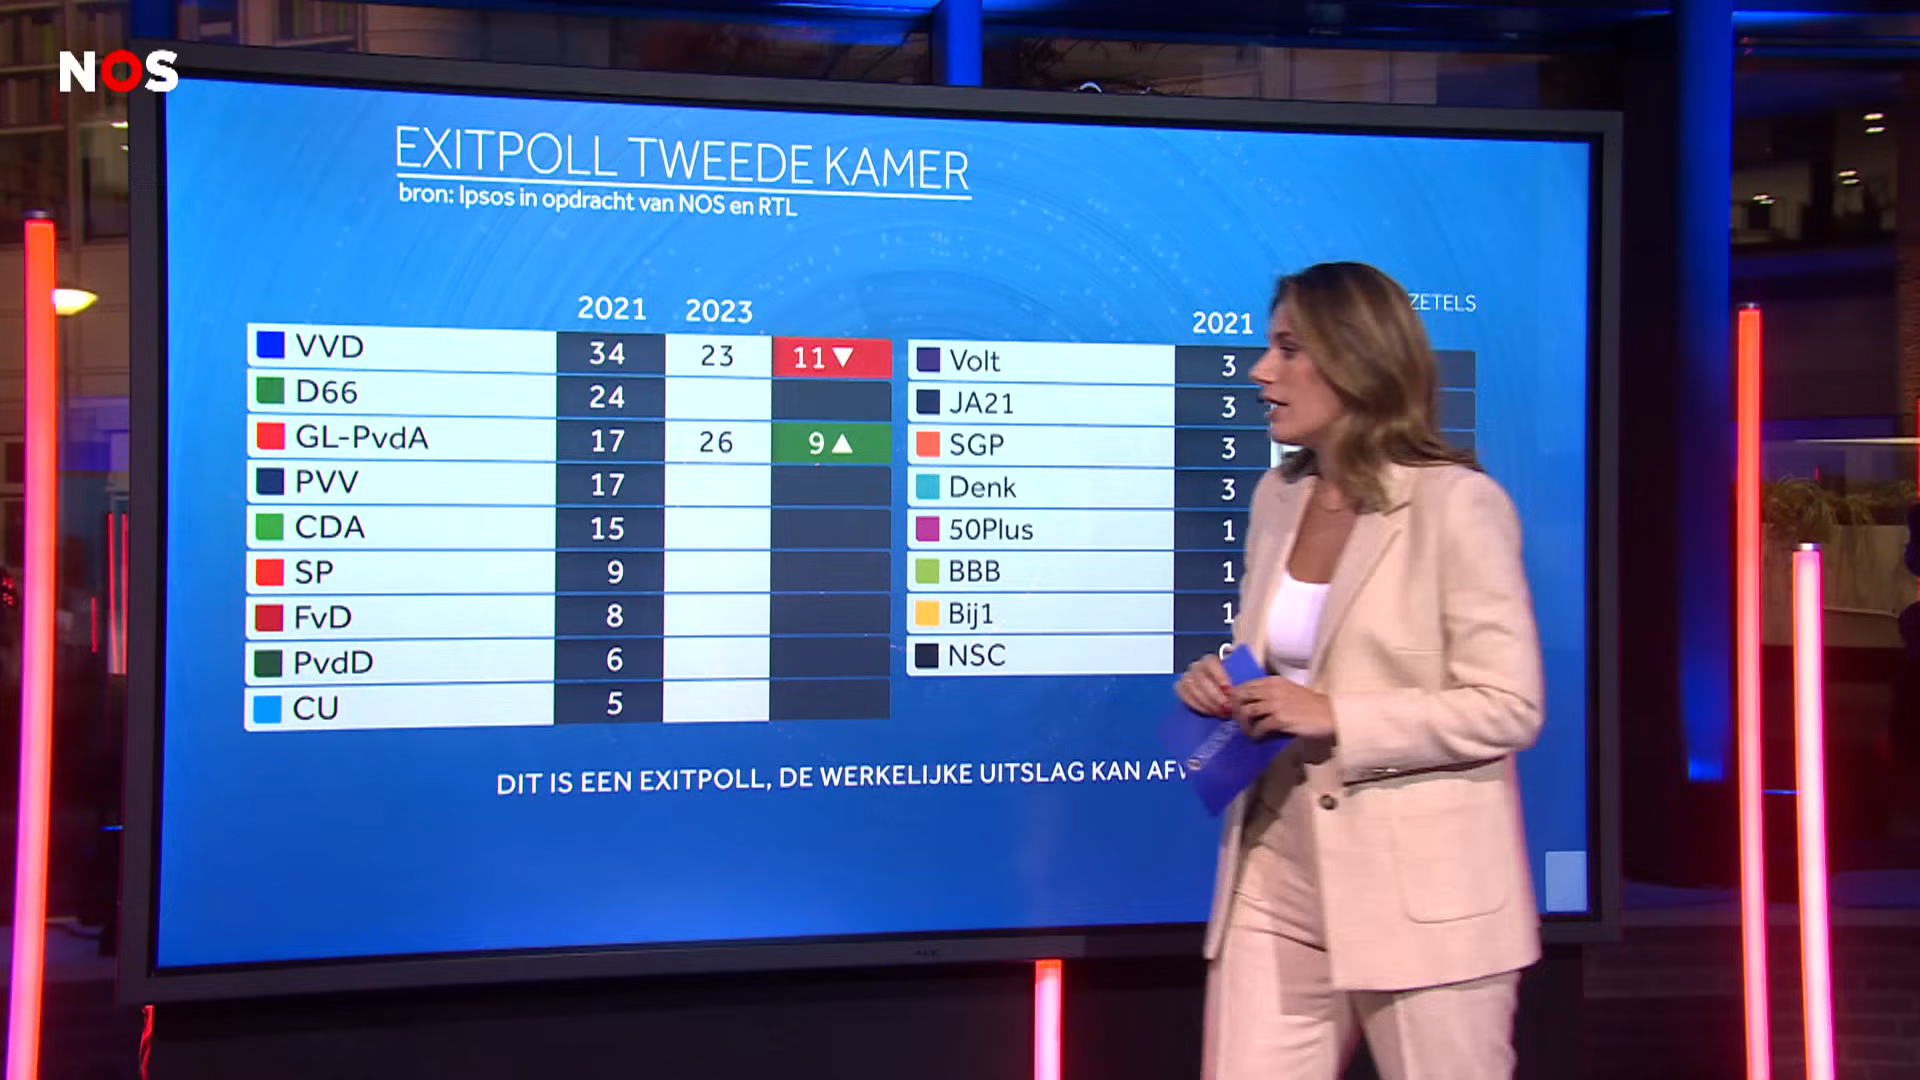 NOS
EXITPOLL TWEEDE KAMER
bron: Ipsos in opdracht van NOS en RTL
ZETELS
2021 2023
VVD 34 23 11▼
D66 24
GL-PvdA 17 26 9▲
PVV 17
CDA 15
SP 9
FvD 8
PvdD 6
CU 5
2021
Volt 3
JA21 3
SGP 3
Denk 3
50Plus 1
BBB 1
Bij1 1
NSC
DIT IS EEN EXITPOLL, DE WERKELIJKE UITSLAG KAN